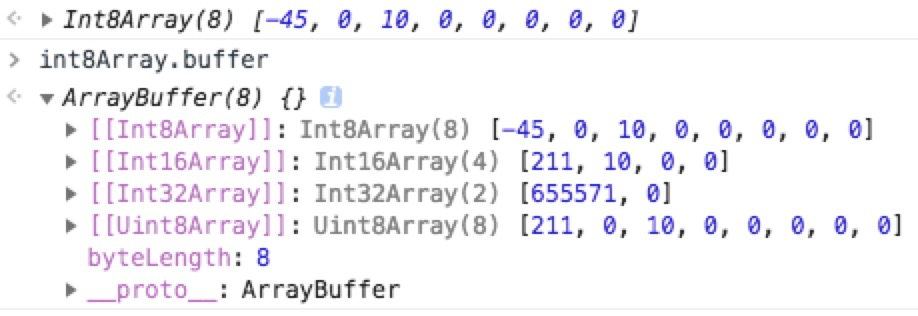 Int8Array(8) [-45, 0, 10, 0, 0, 0, 0, 0]
int8Array.buffer
ArrayBuffer(8) {} i
[[Int8Array]]: Int8Array(8) [-45, 0, 10, 0, 0, 0, 0, 0]
[[Int16Array]]: Int16Array(4) [211, 10, 0, 0]
[[Int32Array]]: Int32Array(2) [655571, 0]
[[Uint8Array]]: Uint8Array(8) [211, 0, 10, 0, 0, 0, 0, 0]
byteLength: 8
__proto__: ArrayBuffer